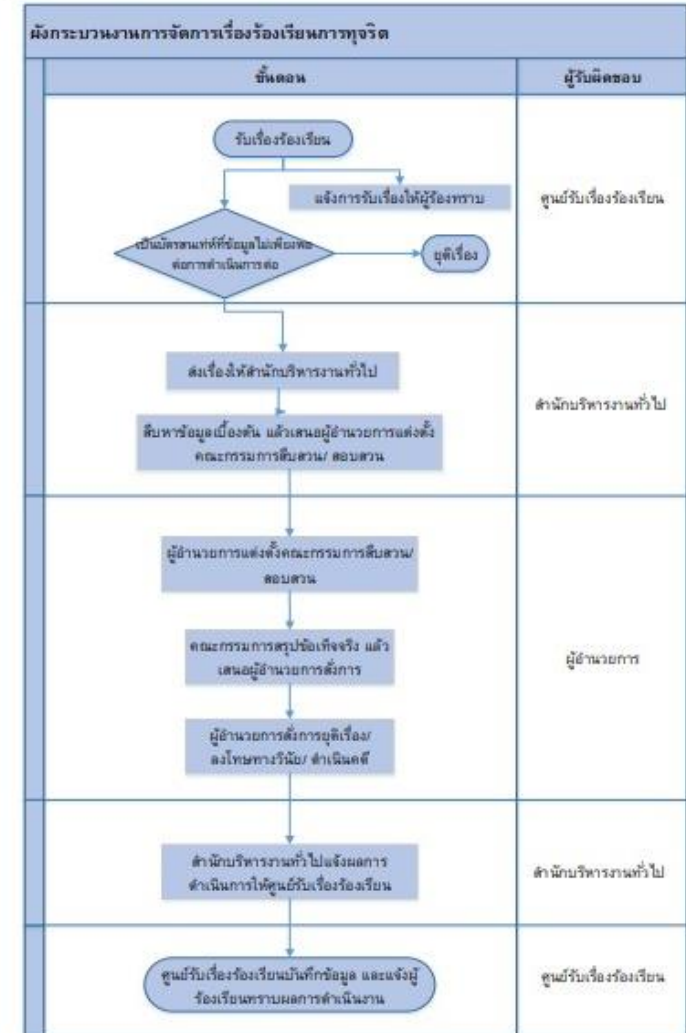 ผังกระบวนงานการจัดการเรื่องร้องเรียนการทุจริต
ขั้นตอน
ผู้รับผิดชอบ
รับเรื่องร้องเรียน
แจ้งการรับเรื่องให้ผู้ร้องทราบ
ศูนย์รับเรื่องร้องเรียน
เป็นบัตรสนเท่ห์ที่ข้อมูลไม่เพียงพอ
ต่อการดำเนินการต่อ
ยุติเรื่อง
ส่งเรื่องให้สำนักบริหารงานทั่วไป
สำนักบริหารงานทั่วไป
สืบหาข้อมูลเบื้องต้น แล้วเสนอผู้อำนวยการแต่งตั้ง
คณะกรรมการสืบสวน/ สอบสวน
ผู้อำนวยการแต่งตั้งคณะกรรมการสืบสวน/
สอบสวน
คณะกรรมการสรุปข้อเท็จจริง แล้ว
เสนอผู้อำนวยการสั่งการ
ผู้อำนวยการ
ผู้อำนวยการสั่งการยุติเรื่อง/
ลงโทษทางวินัย/ ดำเนินคดี
สำนักบริหารงานทั่วไปแจ้งผลการ
ดำเนินการให้ศูนย์รับเรื่องร้องเรียน
สำนักบริหารงานทั่วไป
ศูนย์รับเรื่องร้องเรียนบันทึกข้อมูล และแจ้งผู้
ร้องเรียนทราบผลการดำเนินงาน
ศูนย์รับเรื่องร้องเรียน